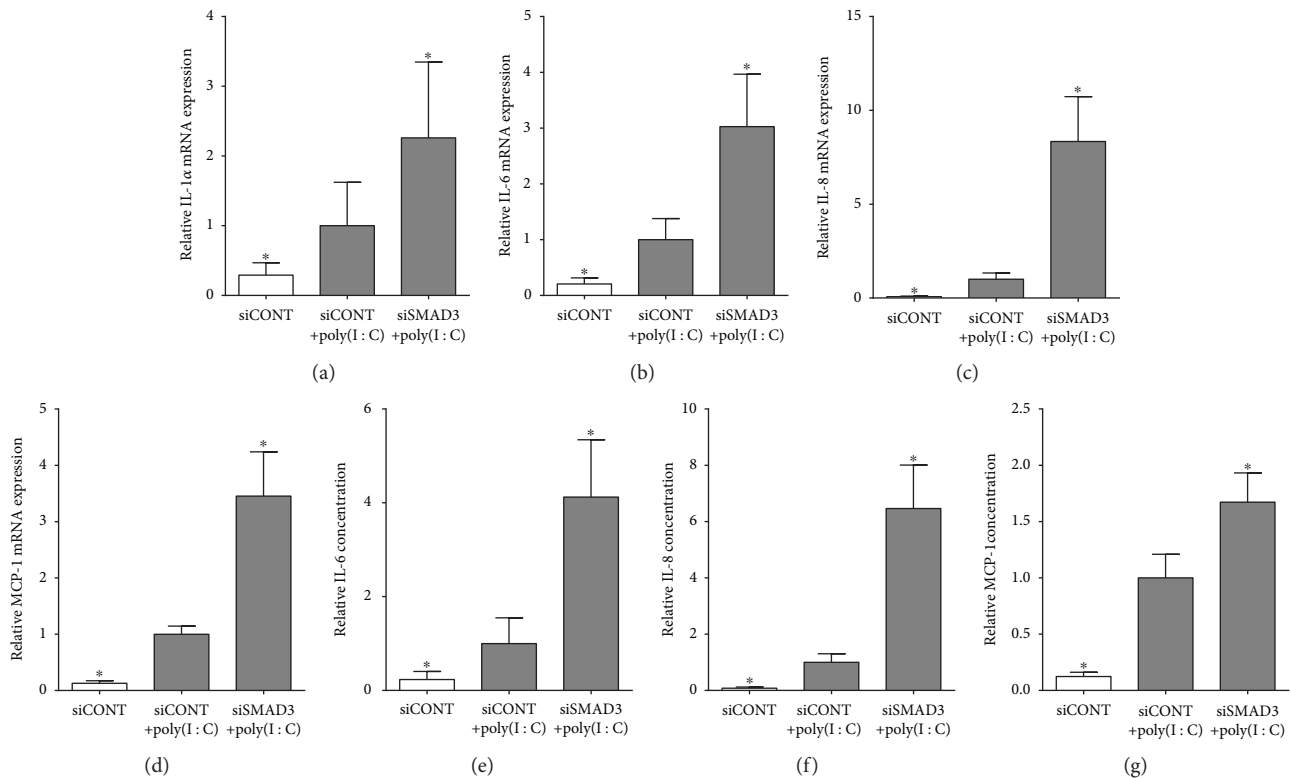 Relative IL-1α mRNA expression
4
3
2
1
0
*
*
siCONT
siCONT
+poly(I : C)
siSMAD3
+poly(I : C)
(a)
Relative IL-6 mRNA expression
5
4
3
2
1
0
*
*
siCONT
siCONT
+poly(I : C)
siSMAD3
+poly(I : C)
(b)
Relative IL-8 mRNA expression
15
10
5
0
*
*
siCONT
siCONT
+poly(I : C)
siSMAD3
+poly(I : C)
(c)
Relative MCP-1 mRNA expression
5
4
3
2
1
0
*
*
siCONT
siCONT
+poly(I : C)
siSMAD3
+poly(I : C)
(d)
Relative IL-6 concentration
6
4
2
0
*
*
siCONT
siCONT
+poly(I : C)
siSMAD3
+poly(I : C)
(e)
Relative IL-8 concentration
10
8
6
4
2
0
*
*
siCONT
siCONT
+poly(I : C)
siSMAD3
+poly(I : C)
(f)
Relative MCP-1concentration
2.5
2.0
1.5
1.0
0.5
0.0
*
*
siCONT
siCONT
+poly(I : C)
siSMAD3
+poly(I : C)
(g)